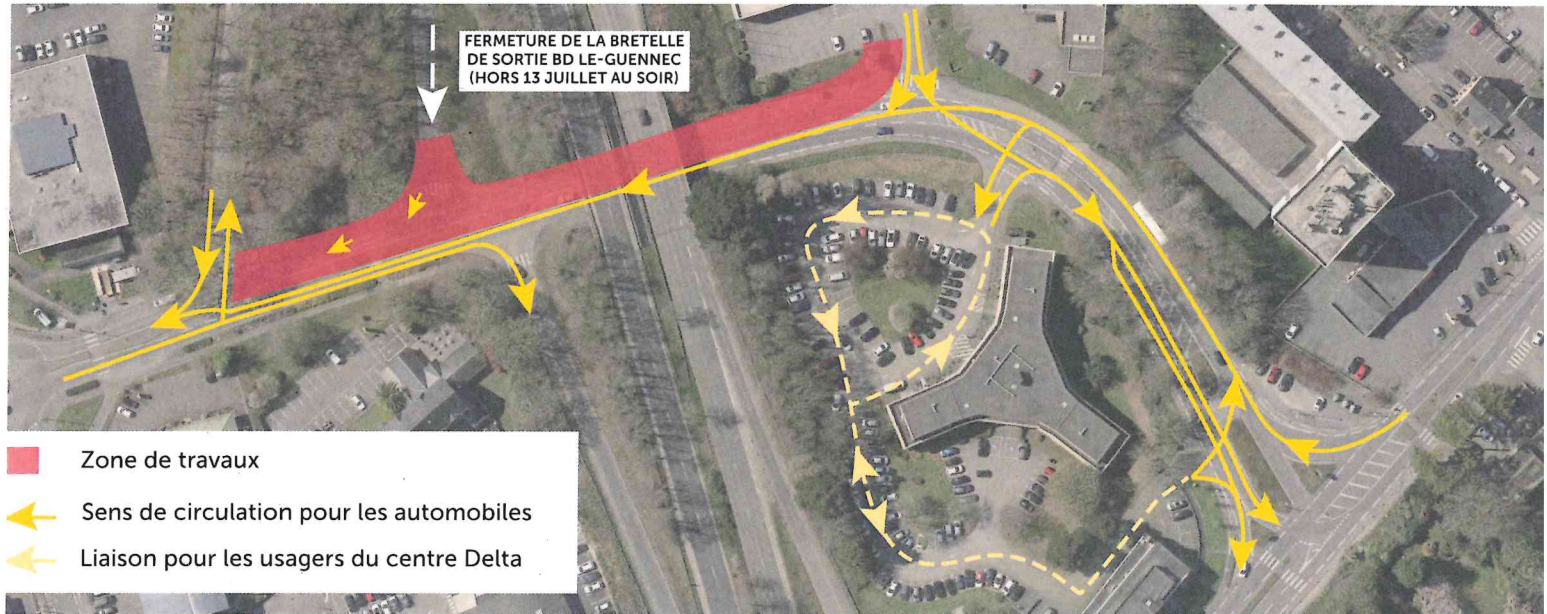 FERMETURE DE LA BRETELLE
DE SORTIE BD LE-GUENNEC
(HORS 13 JUILLET AU SOIR)
Zone de travaux
Sens de circulation pour les automobiles
Liaison pour les usagers du centre Delta